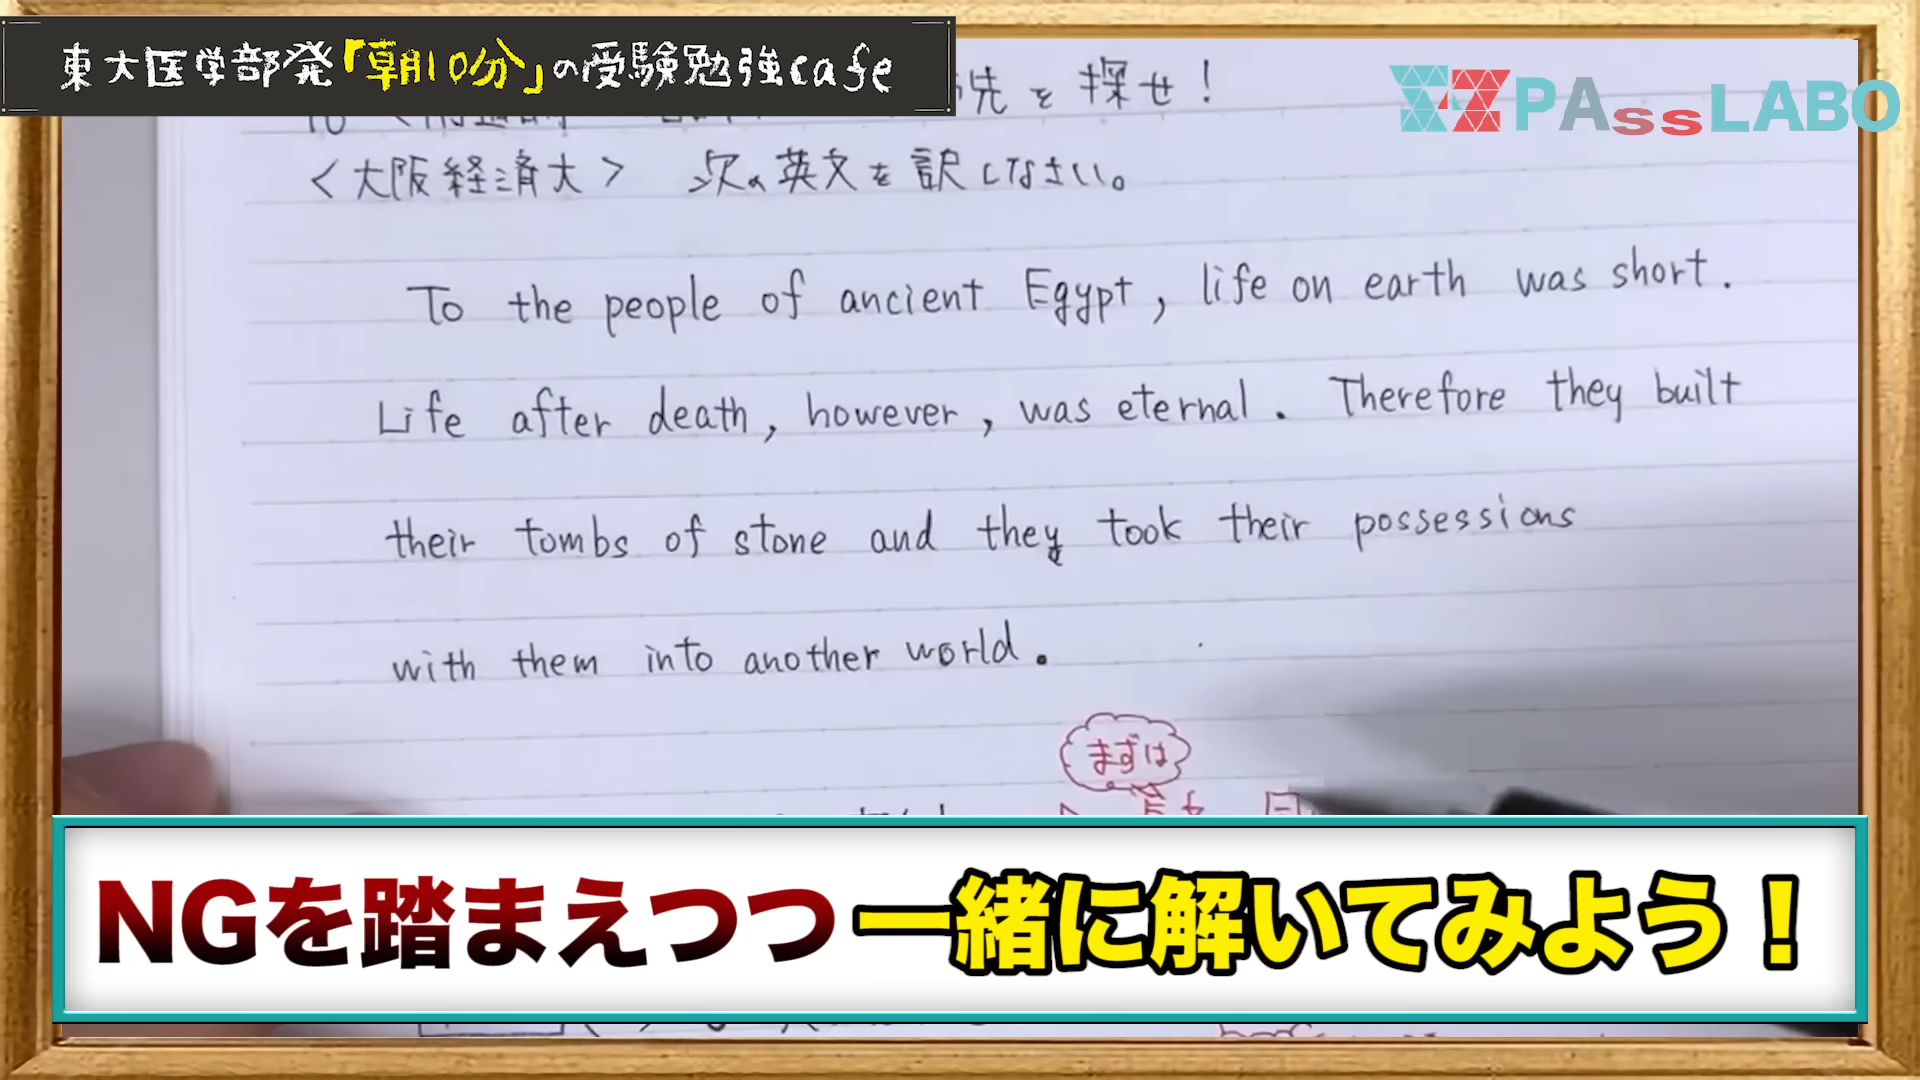 東大医学部発「朝10分」の受験勉強cafe
PAssLABO
先を探せ!
<大阪経済大> 次の英文を訳しなさい。
To the people of ancient Egypt, life on earth was short.
Life after death, however, was eternal. Therefore they built
their tombs of stone and they took their possessions
with them into another world.
まずは
NGを踏まえつつ一緒に解いてみよう!